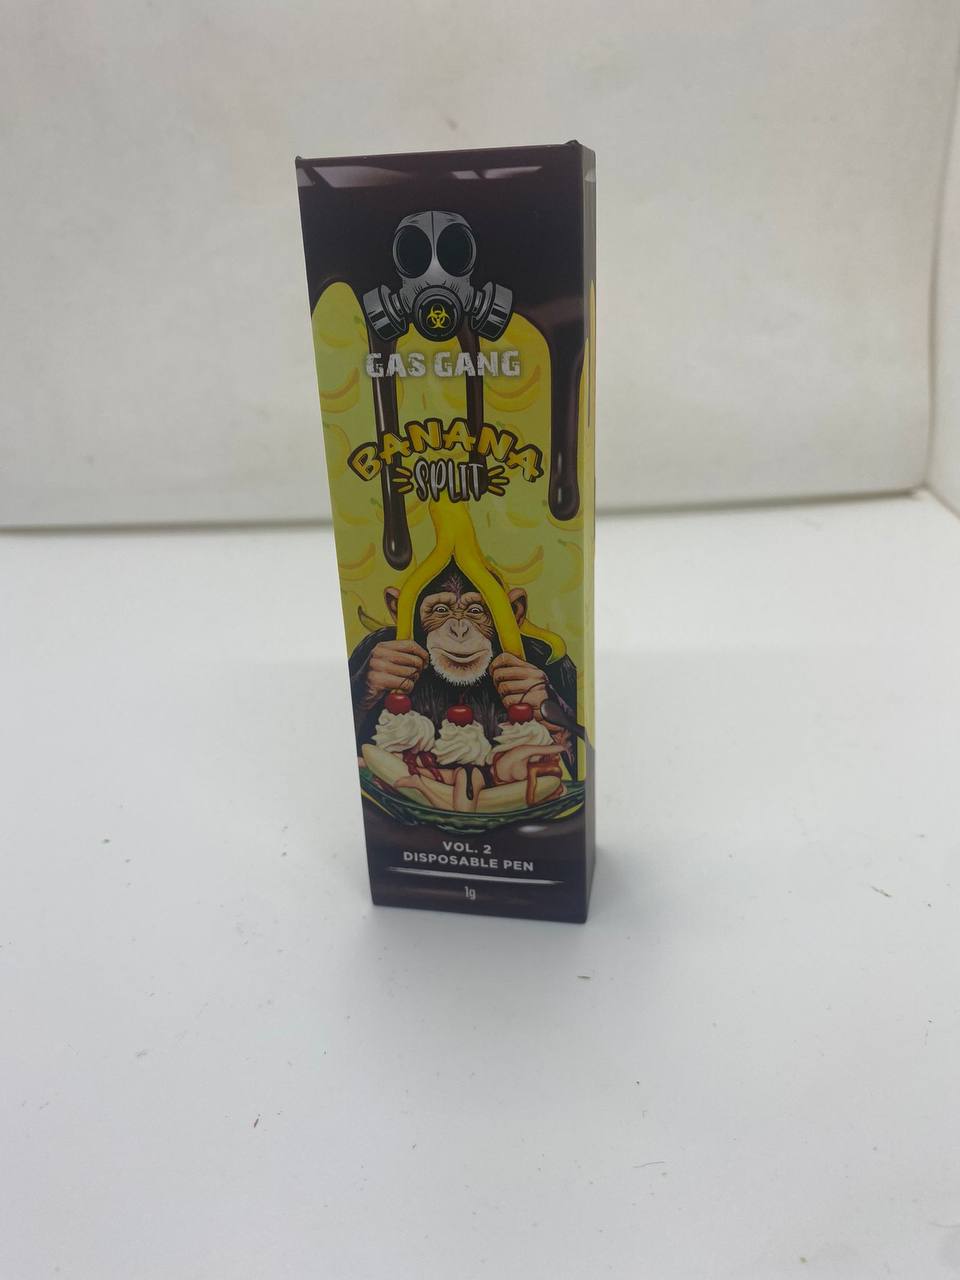 GAS GANG
BANANA
SPLIT
VOL. 2
DISPOSABLE PEN
1g